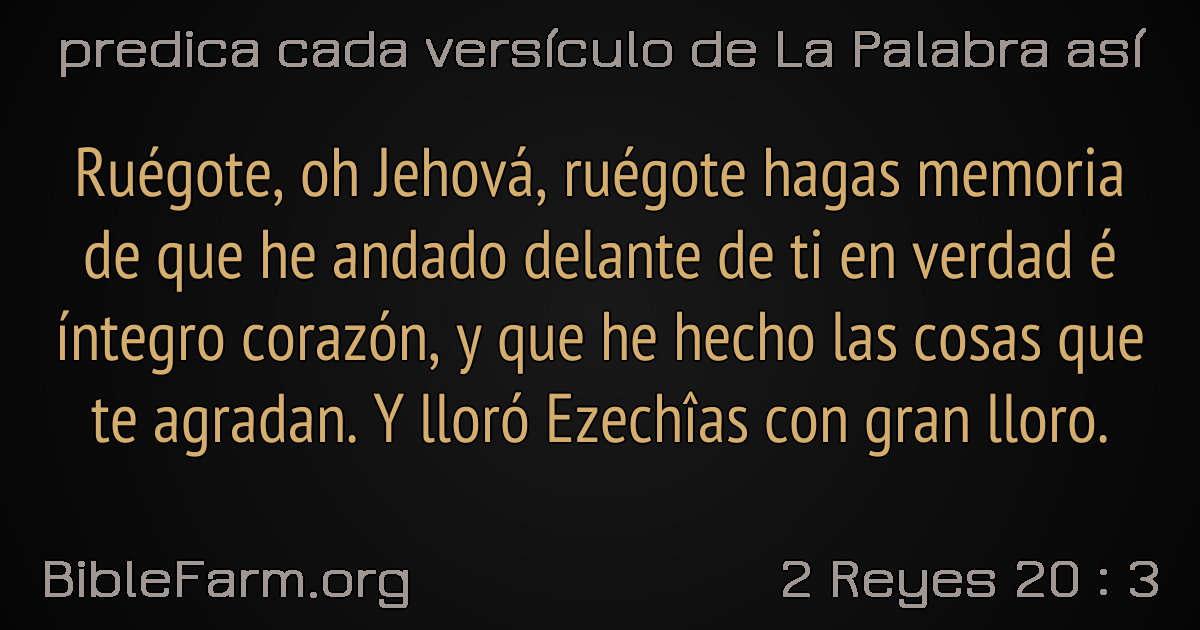 predica cada versículo de La Palabra así
Ruégote, oh Jehová, ruégote hagas memoria
de que he andado delante de ti en verdad é
íntegro corazón, y que he hecho las cosas que
te agradan. Y lloró Ezechîas con gran lloro.
BibleFarm.org
2 Reyes 20 : 3